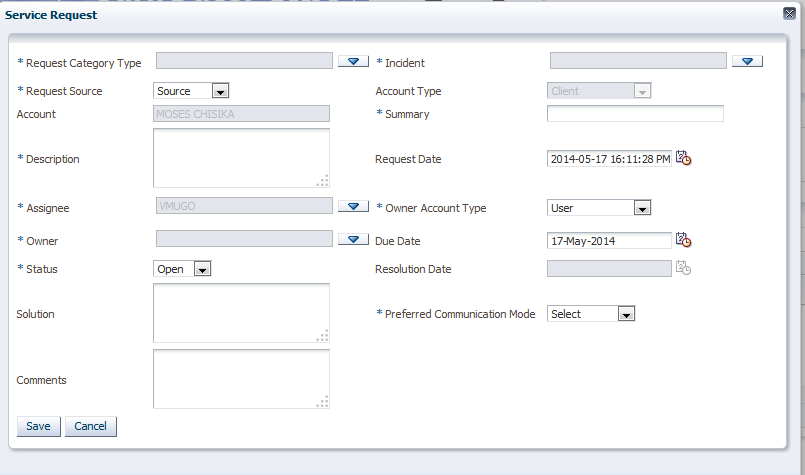 Service Request
* Request Category Type
* Incident
* Request Source Source
Account Type Client
Account MOSES CHISIKA
* Summary
* Description
Request Date 2014-05-17 16:11:28 PM
* Assignee VMUGO
* Owner Account Type User
* Owner
Due Date 17-May-2014
* Status Open
Resolution Date
Solution
* Preferred Communication Mode Select
Comments
Save Cancel